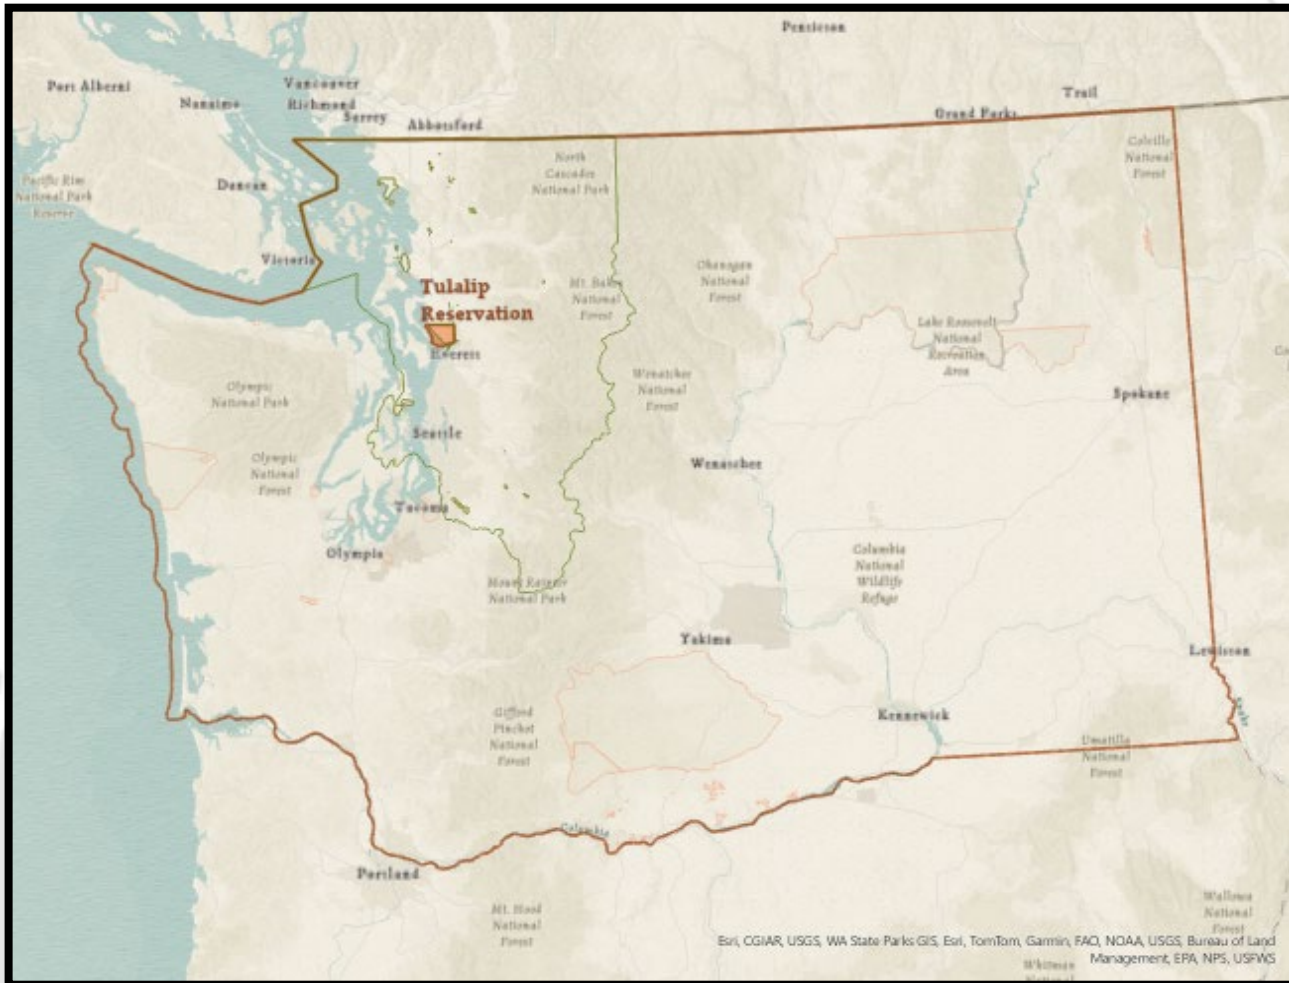 Penticton
Port Alberni
Vancouver
Nanaimo
Richmond
Surrey
Abbotsford
Trail
Grand Parks
Colville
National
Forest
North
Cascades
National Park
Pacific Rim
National Park
Reserve
Duncan
Victoria
Tulalip
Reservation
Mt. Baker
National
Forest
Okanagan
National
Forest
Everett
Lake Roosevelt
National
Recreation
Area
Olympic
National Park
Wenatchee
National
Forest
Spokane
Seattle
Olympic
National
Forest
Wenatchee
Tacoma
Olympia
Columbia
National
Wildlife
Refuge
Mount Rainier
National Park
Yakima
Lewiston
Gifford
Pinchot
National
Forest
Kennewick
Snake
Umatilla
National
Forest
Columbia
Portland
Mt. Hood
National
Forest
Wallowa
National
Forest
Esri, CGIAR, USGS, WA State Parks GIS, Esri, TomTom, Garmin, FAO, NOAA, USGS, Bureau of Land
Management, EPA, NPS, USFWS
Whitman